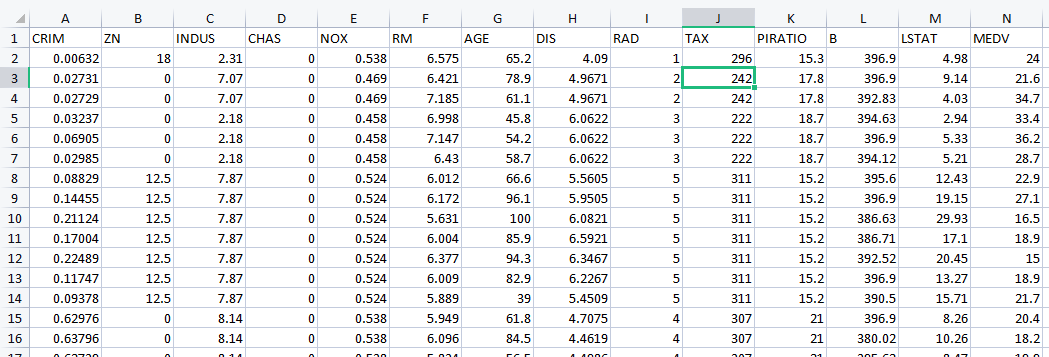 A B C D E F G H I J K L M N
1 CRIM ZN INDUS CHAS NOX RM AGE DIS RAD TAX PIRATIO B LSTAT MEDV
2 0.00632 18 2.31 0 0.538 6.575 65.2 4.09 1 296 15.3 396.9 4.98 24
3 0.02731 0 7.07 0 0.469 6.421 78.9 4.9671 2 242 17.8 396.9 9.14 21.6
4 0.02729 0 7.07 0 0.469 7.185 61.1 4.9671 2 242 17.8 392.83 4.03 34.7
5 0.03237 0 2.18 0 0.458 6.998 45.8 6.0622 3 222 18.7 394.63 2.94 33.4
6 0.06905 0 2.18 0 0.458 7.147 54.2 6.0622 3 222 18.7 396.9 5.33 36.2
7 0.02985 0 2.18 0 0.458 6.43 58.7 6.0622 3 222 18.7 394.12 5.21 28.7
8 0.08829 12.5 7.87 0 0.524 6.012 66.6 5.5605 5 311 15.2 395.6 12.43 22.9
9 0.14455 12.5 7.87 0 0.524 6.172 96.1 5.9505 5 311 15.2 396.9 19.15 27.1
10 0.21124 12.5 7.87 0 0.524 5.631 100 6.0821 5 311 15.2 386.63 29.93 16.5
11 0.17004 12.5 7.87 0 0.524 6.004 85.9 6.5921 5 311 15.2 386.71 17.1 18.9
12 0.22489 12.5 7.87 0 0.524 6.377 94.3 6.3467 5 311 15.2 392.52 20.45 15
13 0.11747 12.5 7.87 0 0.524 6.009 82.9 6.2267 5 311 15.2 396.9 13.27 18.9
14 0.09378 12.5 7.87 0 0.524 5.889 39 5.4509 5 311 15.2 390.5 15.71 21.7
15 0.62976 0 8.14 0 0.538 5.949 61.8 4.7075 4 307 21 396.9 8.26 20.4
16 0.63796 0 8.14 0 0.538 6.096 84.5 4.4619 4 307 21 380.02 10.26 18.2